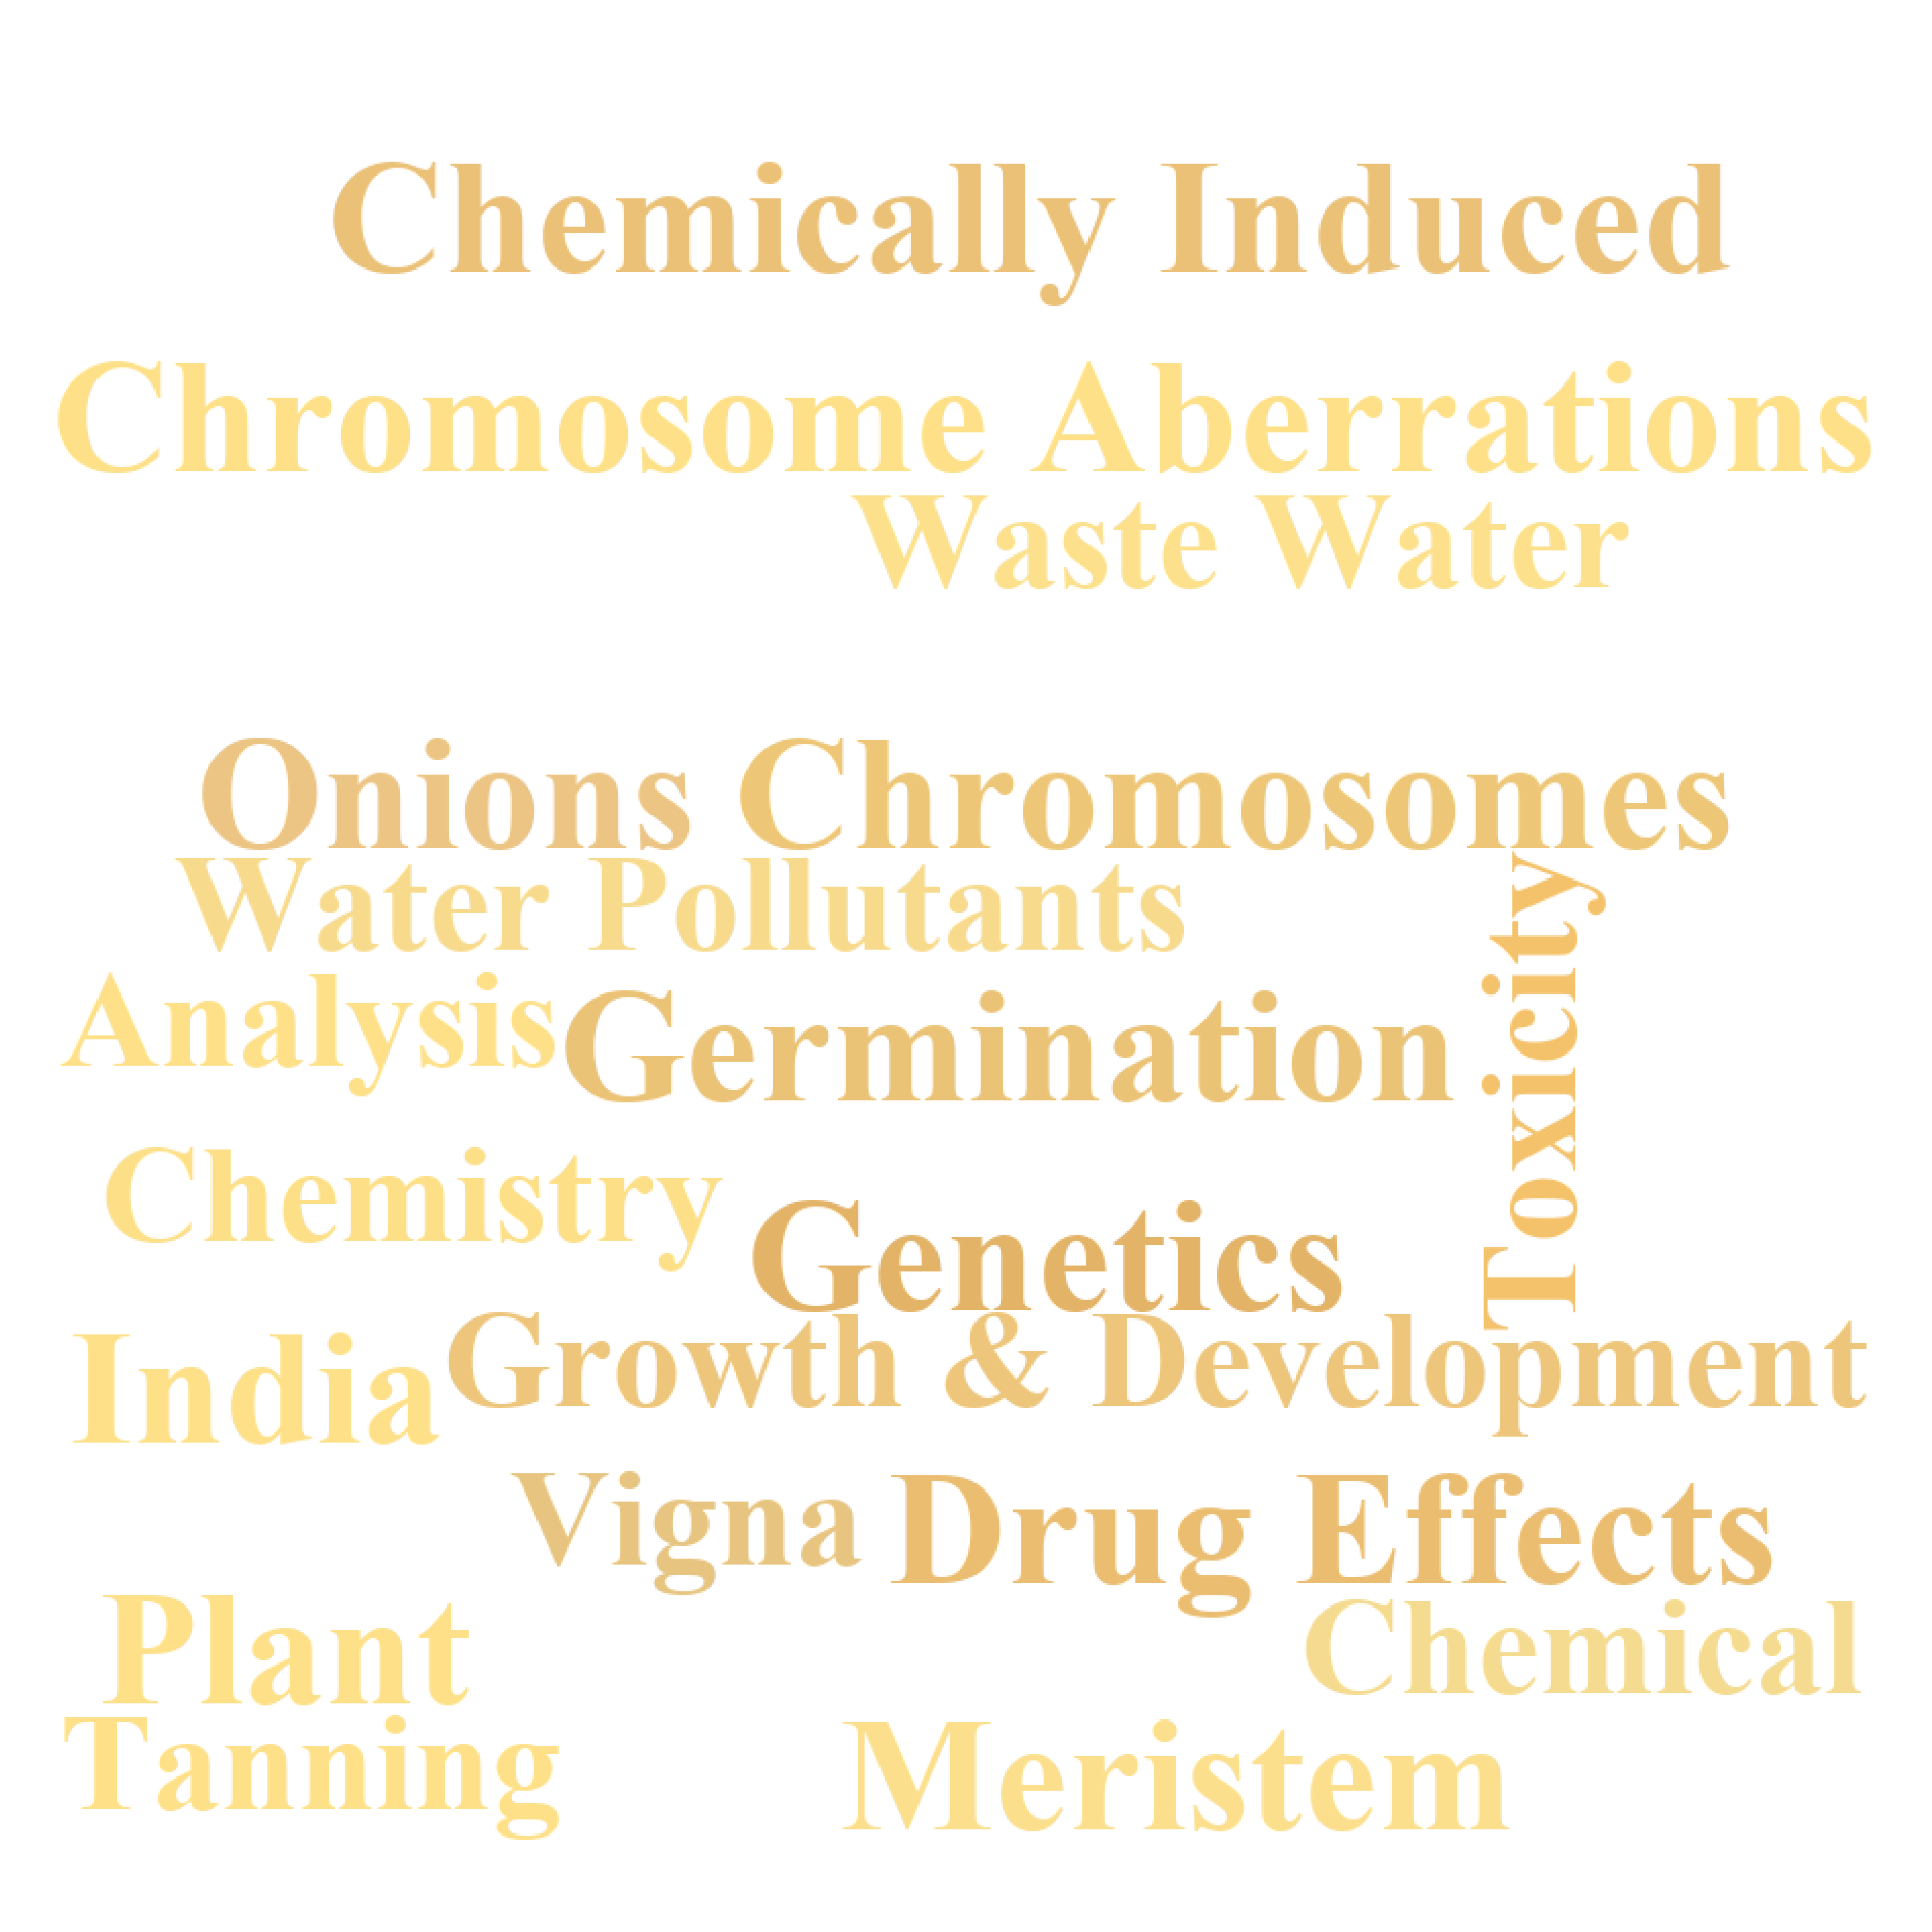 Chemically Induced
Chromosome Aberrations
Waste Water
Onions Chromosomes
Water Pollutants
Toxicity
Analysis Germination
Chemistry
Genetics
India Growth & Development
Vigna Drug Effects
Plant
Chemical
Tanning
Meristem